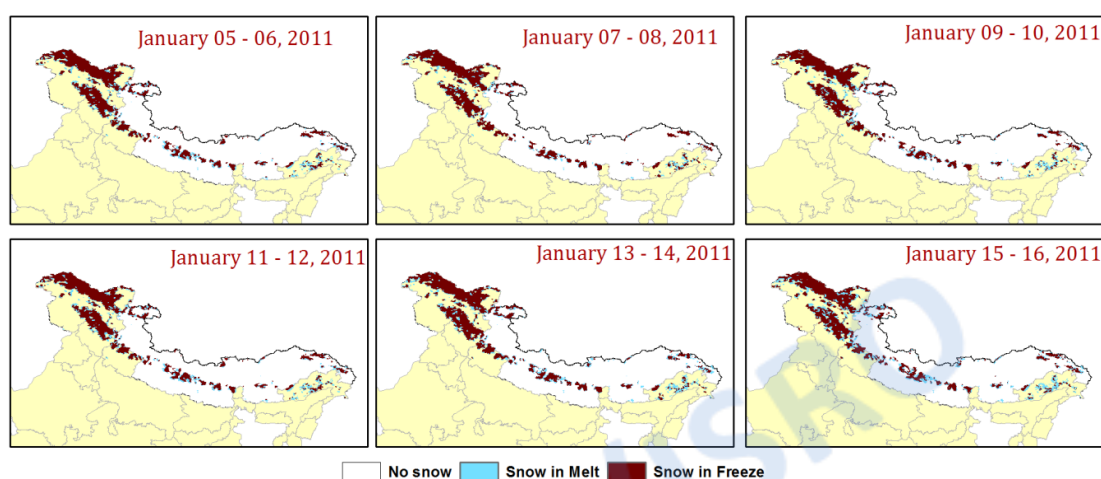 January 05 - 06, 2011
January 07 - 08, 2011
January 09 - 10, 2011
January 11 - 12, 2011
January 13 - 14, 2011
January 15 - 16, 2011
ISRO
No snow Snow in Melt Snow in Freeze